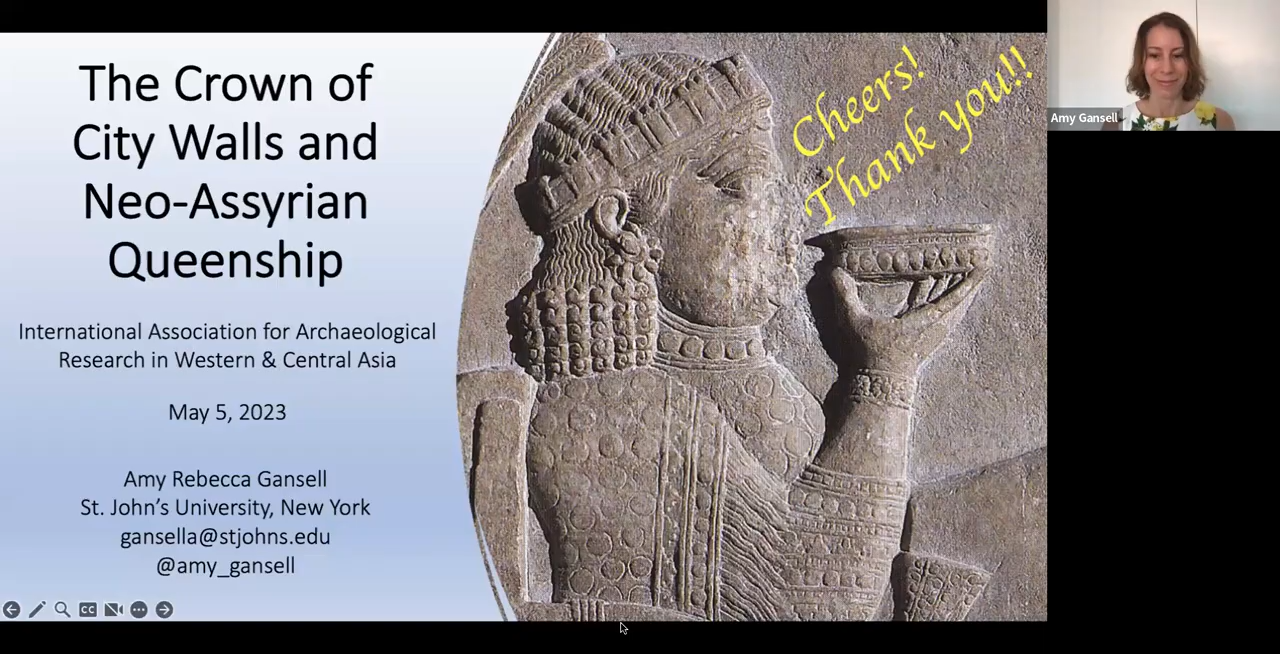 The Crown of
City Walls and
Neo-Assyrian
Queenship
International Association for Archaeological
Research in Western & Central Asia
May 5, 2023
Amy Rebecca Gansell
St. John's University, New York
gansella@stjohns.edu
@amy_gansell
Cheers!
Thank you!!
Amy Gansell
CC